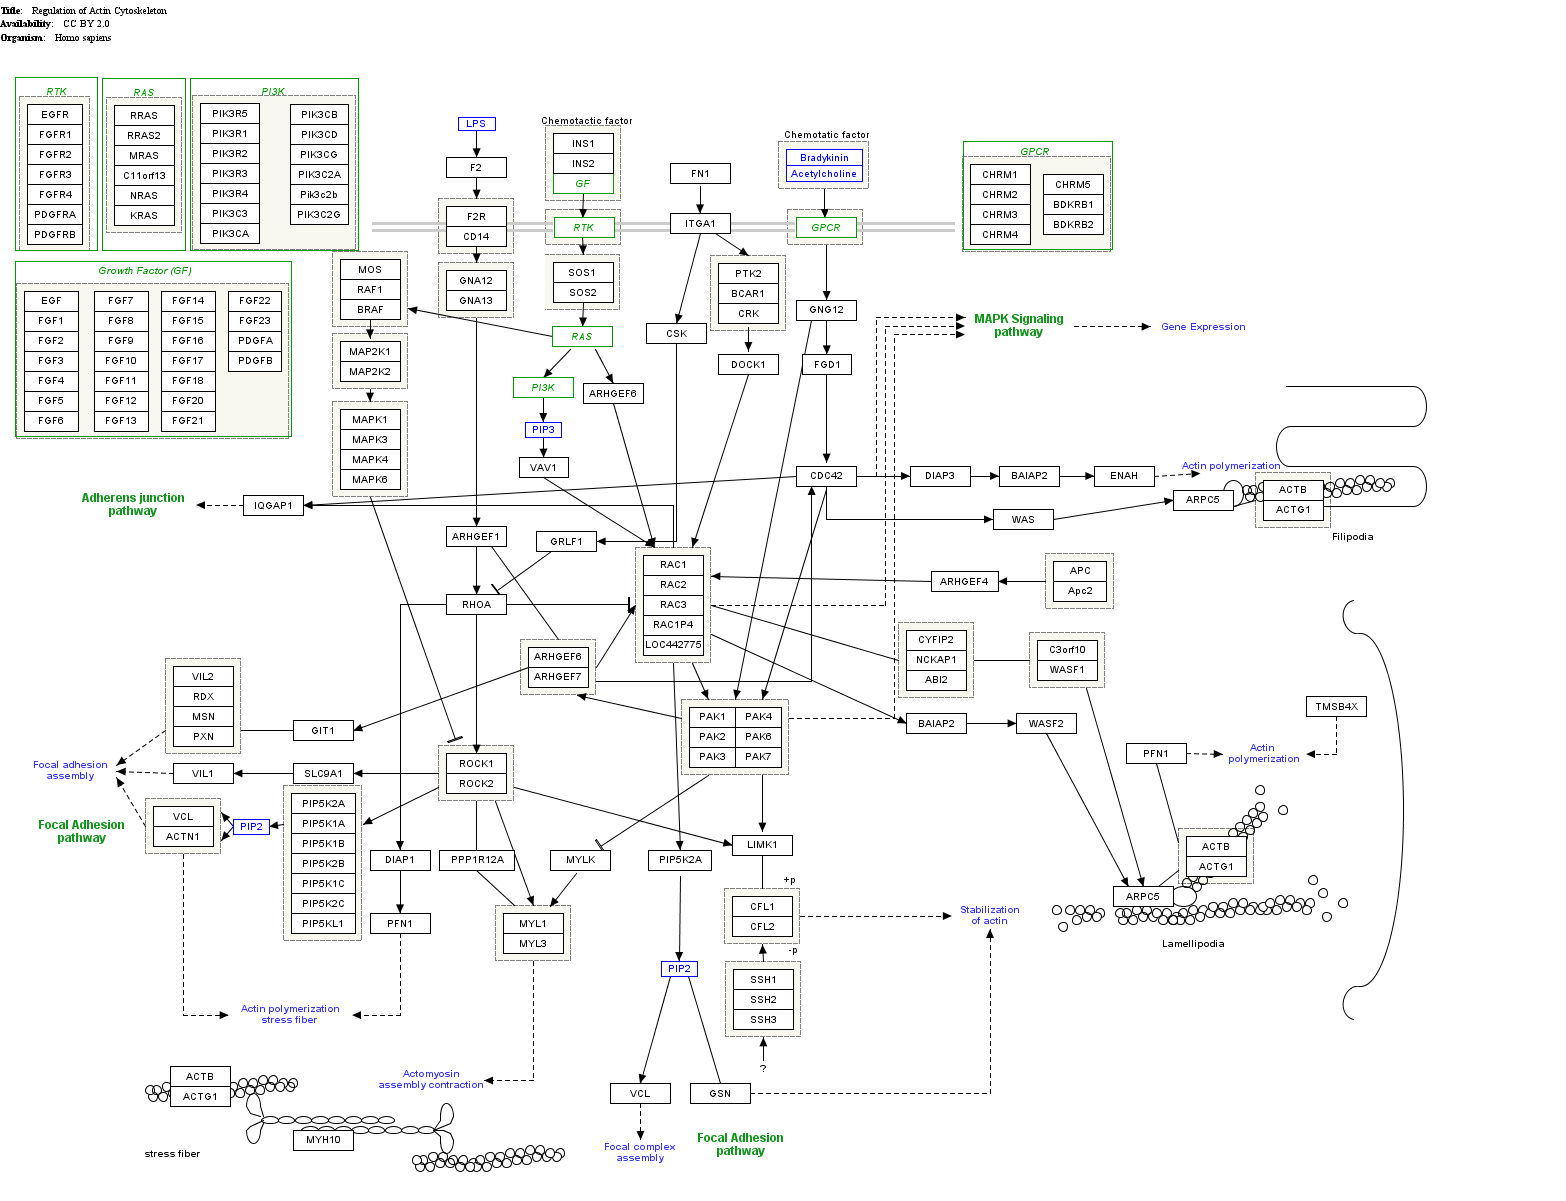 Title: Regulation of Actin Cytoskeleton
Availability: CC BY 2.0
Organism: Homo sapiens
RTK
EGFR
FGFR1
FGFR2
FGFR3
FGFR4
PDGFRA
PDGFRB
RAS
RRAS
RRAS2
MRAS
C11orf13
NRAS
KRAS
PI3K
PIK3R5
PIK3R1
PIK3R2
PIK3R3
PIK3R4
PIK3C3
PIK3CA
PIK3CB
PIK3CD
PIK3CG
PIK3C2A
Pik3c2b
PIK3C2G
Growth Factor (GF)
EGF
FGF1
FGF2
FGF3
FGF4
FGF5
FGF6
FGF7
FGF8
FGF9
FGF10
FGF11
FGF12
FGF13
FGF14
FGF15
FGF16
FGF17
FGF18
FGF20
FGF21
FGF22
FGF23
PDGFA
PDGFB
LPS
F2
F2R
CD14
GNA12
GNA13
Chemotactic factor
INS1
INS2
GF
RTK
SOS1
SOS2
RAS
FN1
ITGA1
Chemotatic factor
Bradykinin
Acetylcholine
GPCR
GPCR
CHRM1
CHRM2
CHRM3
CHRM4
CHRM5
BDKRB1
BDKRB2
MOS
RAF1
BRAF
MAP2K1
MAP2K2
MAPK1
MAPK3
MAPK4
MAPK6
PTK2
BCAR1
CRK
CSK
DOCK1
GNG12
FGD1
MAPK Signaling
pathway
Gene Expression
PI3K
ARHGEF6
PIP3
VAV1
CDC42
DIAP3
BAIAP2
ENAH
Actin polymerization
ARPC5
ACTB
ACTG1
Filipodia
WAS
Adherens junction
pathway
IQGAP1
ARHGEF1
GRLF1
RHOA
RAC1
RAC2
RAC3
RAC1P4
LOC442775
ARHGEF4
APC
Apc2
ARHGEF6
ARHGEF7
CYFIP2
NCKAP1
ABI2
C3orf10
WASF1
VIL2
RDX
MSN
PXN
GIT1
PAK1
PAK2
PAK3
PAK4
PAK6
PAK7
BAIAP2
WASF2
TMSB4X
PFN1
Actin
polymerization
Focal adhesion
assembly
VIL1
SLC9A1
ROCK1
ROCK2
VCL
ACTN1
PIP2
PIP5K2A
PIP5K1A
PIP5K1B
PIP5K2B
PIP5K1C
PIP5K2C
PIP5KL1
Focal Adhesion
pathway
DIAP1
PPP1R12A
MYLK
PIP5K2A
LIMK1
ACTB
ACTG1
ARPC5
Lamellipodia
PFN1
MYL1
MYL3
+p
CFL1
CFL2
-p
Stabilization
of actin
PIP2
SSH1
SSH2
SSH3
?
Actin polymerization
stress fiber
Actomyosin
assembly contraction
ACTB
ACTG1
MYH10
stress fiber
VCL
GSN
Focal complex
assembly
Focal Adhesion
pathway